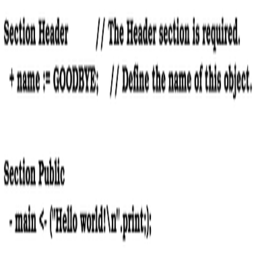 Section Header // The Header section is required.
+ name := GOODBYE; // Define the name of this object.
Section Public
- main <- ("Hello world!\n".print;);